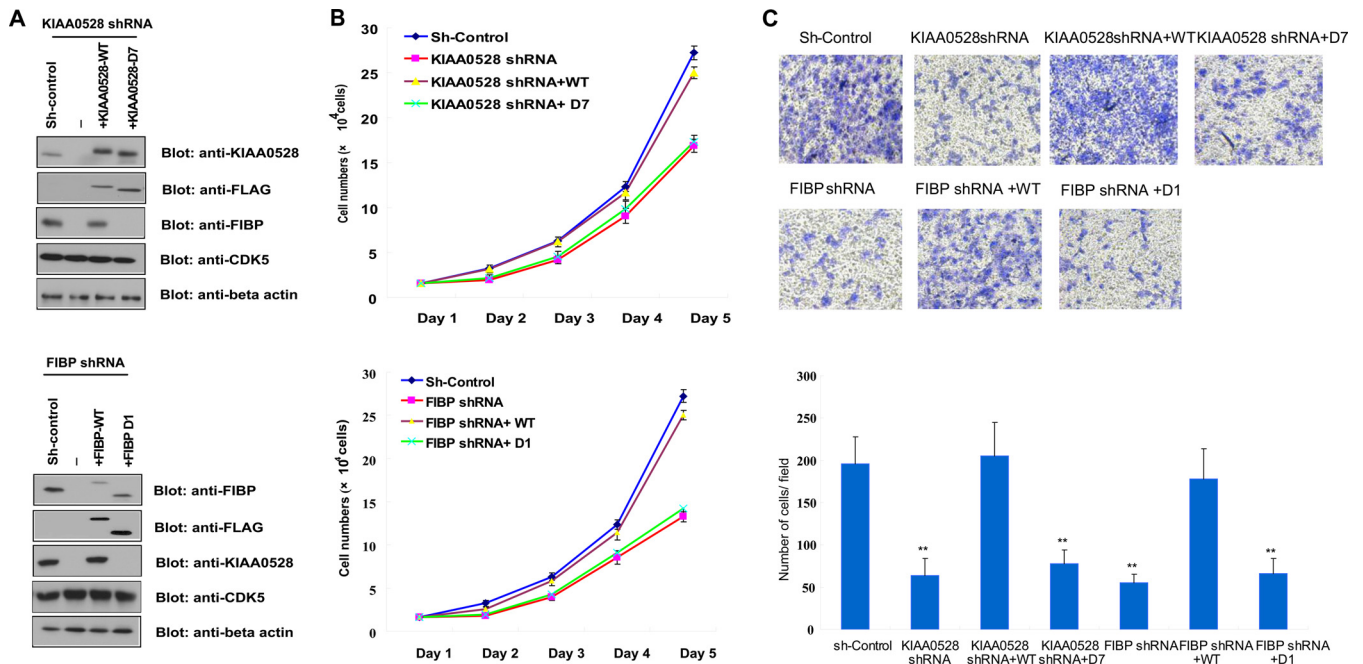 A
KIAA0528 shRNA
Sh-control
–
+KIAA0528-WT
+KIAA0528-D7
Blot: anti-KIAA0528
Blot: anti-FLAG
Blot: anti-FIBP
Blot: anti-CDK5
Blot: anti-beta actin
FIBP shRNA
Sh-control
–
+FIBP-WT
+FIBP D1
Blot: anti-FIBP
Blot: anti-FLAG
Blot: anti-KIAA0528
Blot: anti-CDK5
Blot: anti-beta actin
B
Cell numbers (× 10⁴cells)
30
25
20
15
10
5
0
Sh-Control
KIAA0528 shRNA
KIAA0528 shRNA+WT
KIAA0528 shRNA+ D7
Day 1 Day 2 Day 3 Day 4 Day 5
Cell numbers (× 10⁴ cells)
30
25
20
15
10
5
0
Sh-Control
FIBP shRNA
FIBP shRNA+ WT
FIBP shRNA+ D1
Day 1 Day 2 Day 3 Day 4 Day 5
C
Sh-Control KIAA0528shRNA KIAA0528shRNA+WT KIAA0528 shRNA+D7
FIBP shRNA FIBP shRNA +WT FIBP shRNA +D1
Number of cells/ field
300
250
200
150
100
50
0
**
**
**
**
sh-Control
KIAA0528
shRNA
KIAA0528
shRNA+WT
KIAA0528
shRNA+D7
FIBP shRNA
FIBP shRNA
+WT
FIBP shRNA
+D1